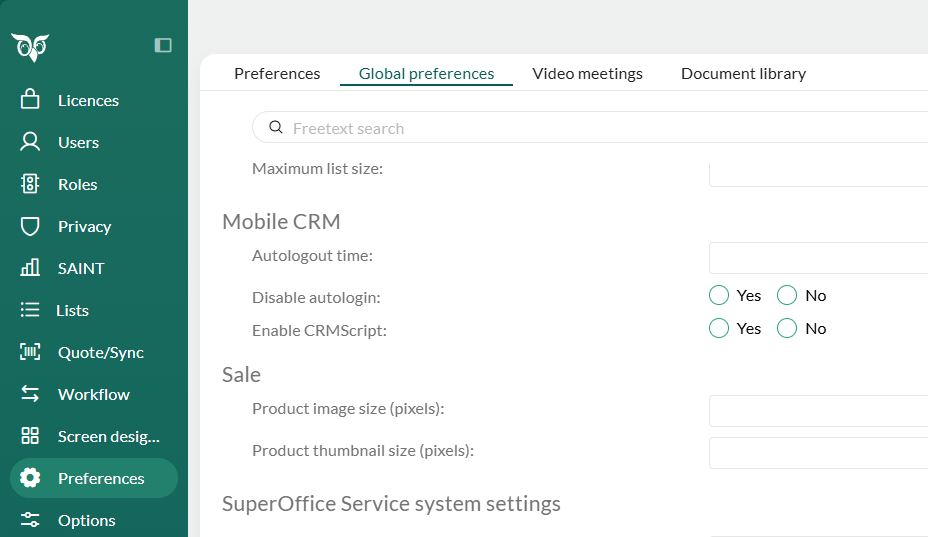 Licences
Users
Roles
Privacy
SAINT
Lists
Quote/Sync
Workflow
Screen desig...
Preferences
Options
Preferences Global preferences Video meetings Document library
Freetext search
Maximum list size:
Mobile CRM
Autologout time:
Disable autologin: Yes No
Enable CRMScript: Yes No
Sale
Product image size (pixels):
Product thumbnail size (pixels):
SuperOffice Service system settings